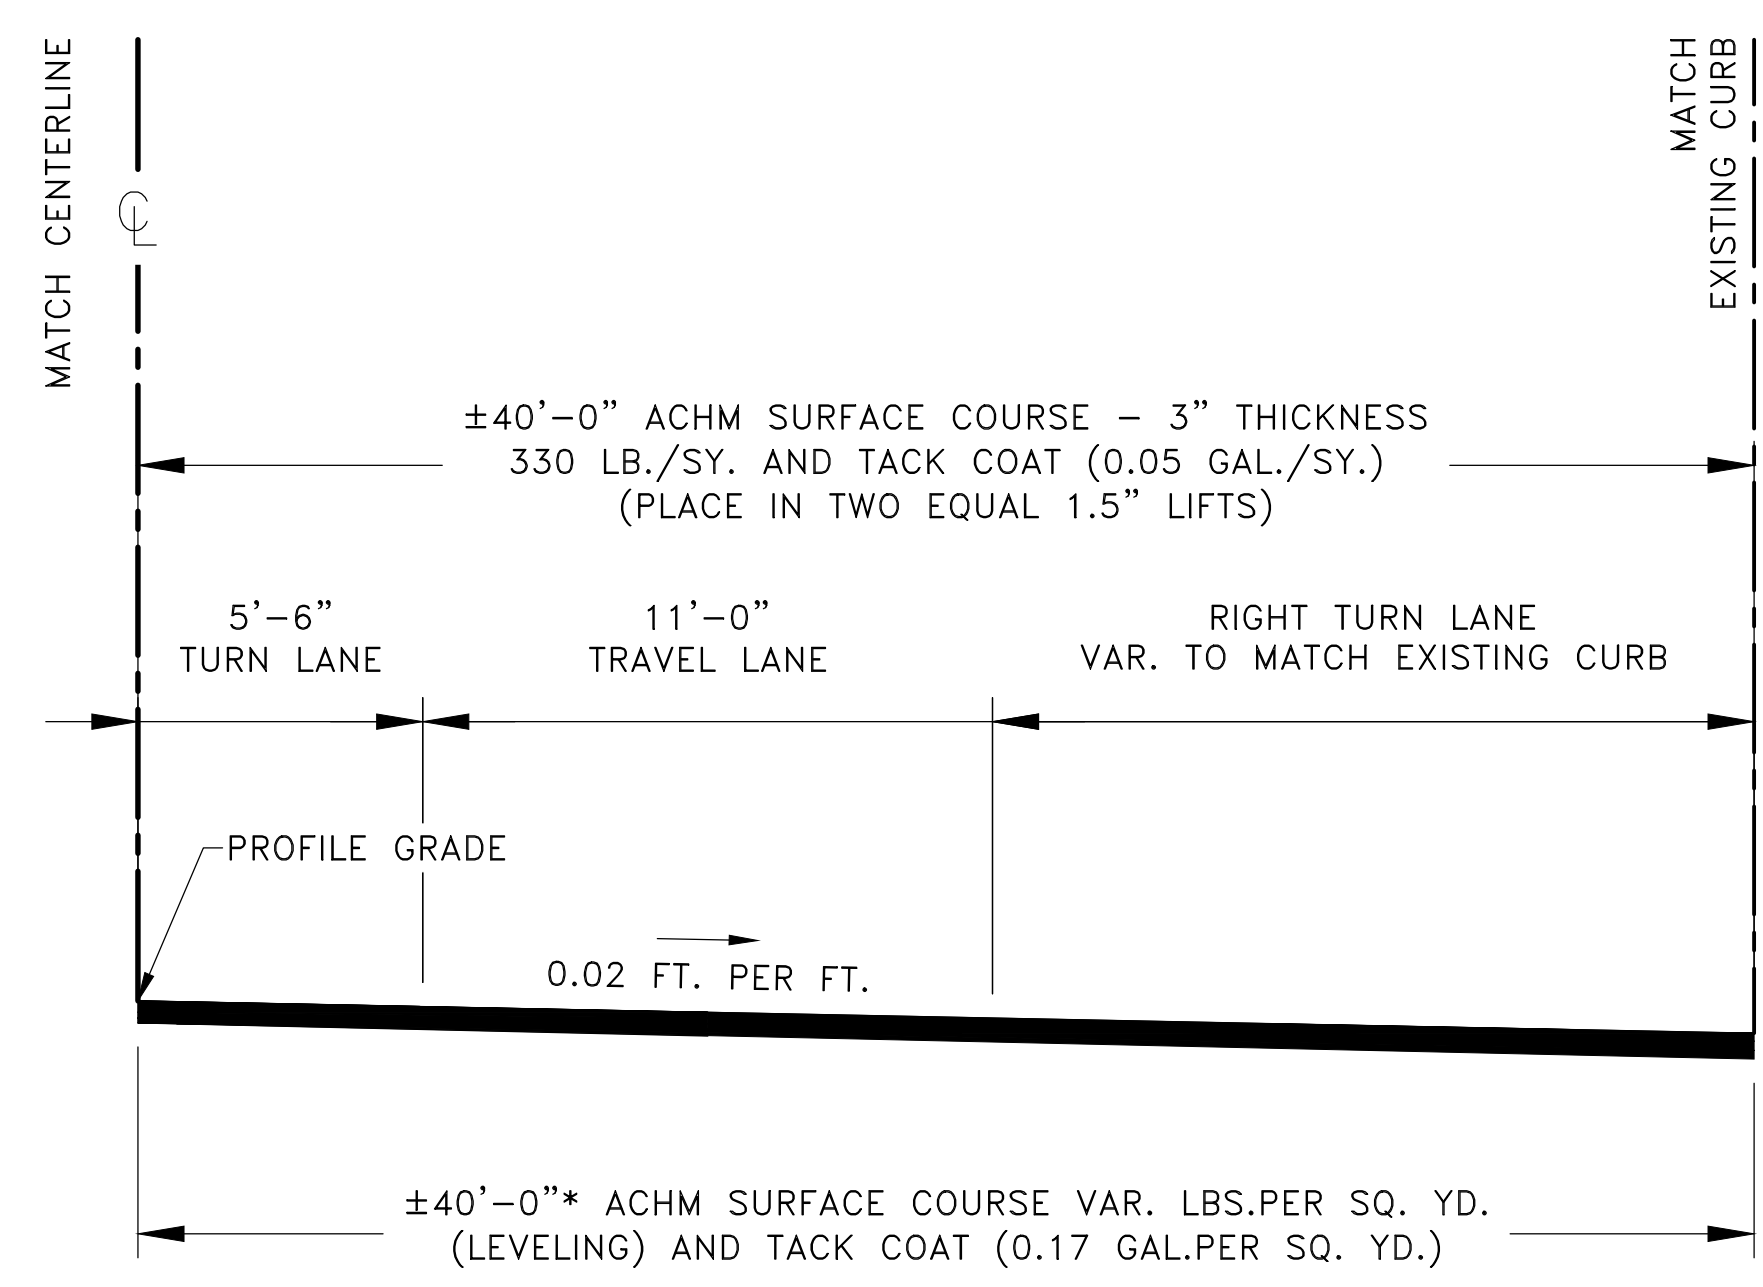 MATCH CENTERLINE
℄
MATCH
EXISTING CURB
±40’-0” ACHM SURFACE COURSE - 3” THICKNESS
330 LB./SY. AND TACK COAT (0.05 GAL./SY.)
(PLACE IN TWO EQUAL 1.5” LIFTS)
5’-6”
TURN LANE
11’-0”
TRAVEL LANE
RIGHT TURN LANE
VAR. TO MATCH EXISTING CURB
PROFILE GRADE
0.02 FT. PER FT.
±40’-0”* ACHM SURFACE COURSE VAR. LBS.PER SQ. YD.
(LEVELING) AND TACK COAT (0.17 GAL.PER SQ. YD.)